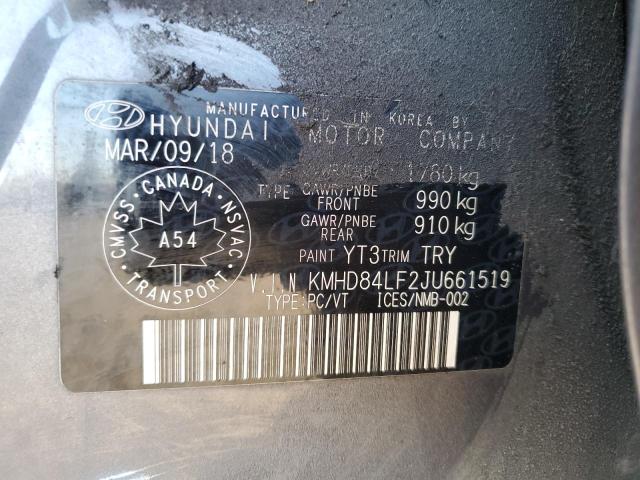 MANUFACTURED IN KOREA BY
HYUNDAI MOTOR COMPANY
MAR/09/18
1780 kg
TYPE GAWR/PNBE FRONT 990 kg
GAWR/PNBE REAR 910 kg
PAINT YT3 TRIM TRY
V.I.N KMHD84LF2JU661519
TYPE:PC/VT ICES/NMB-002
CANADA
CMVSS NSVAC
A54
TRANSPORT